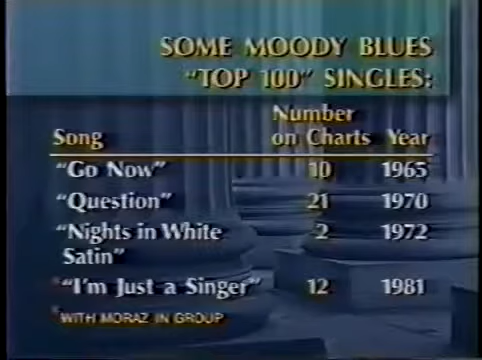 SOME MOODY BLUES
"TOP 100" SINGLES:
Number
Song on Charts Year
"Go Now" 10 1965
"Question" 21 1970
"Nights in White 2 1972
Satin"
*"I'm Just a Singer" 12 1981
*WITH MORAZ IN GROUP